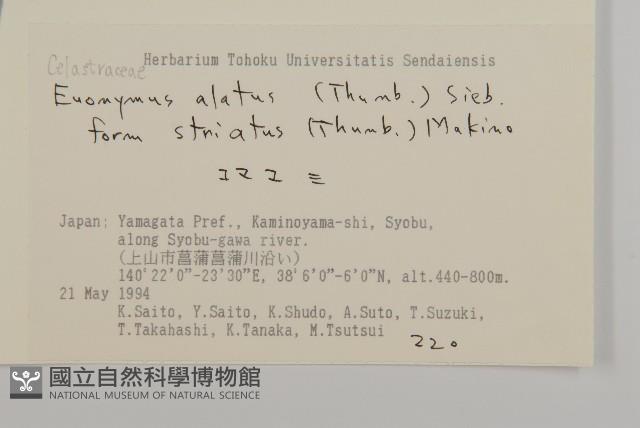 Celastraceae
Herbarium Tohoku Universitatis Sendaiensis
Euonymus alatus (Thumb.) Sieb.
form striatus (Thumb.) Makino
コマユミ
Japan: Yamagata Pref., Kaminoyama-shi, Syobu,
along Syobu-gawa river.
(上山市菖蒲菖蒲川沿い)
140°22'0"-23'30"E, 38°6'0"-6'0"N, alt.440-800m.
21 May 1994
K.Saito, Y.Saito, K.Shudo, A.Suto, T.Suzuki,
T.Takahashi, K.Tanaka, M.Tsutsui
220
國立自然科學博物館
NATIONAL MUSEUM OF NATURAL SCIENCE